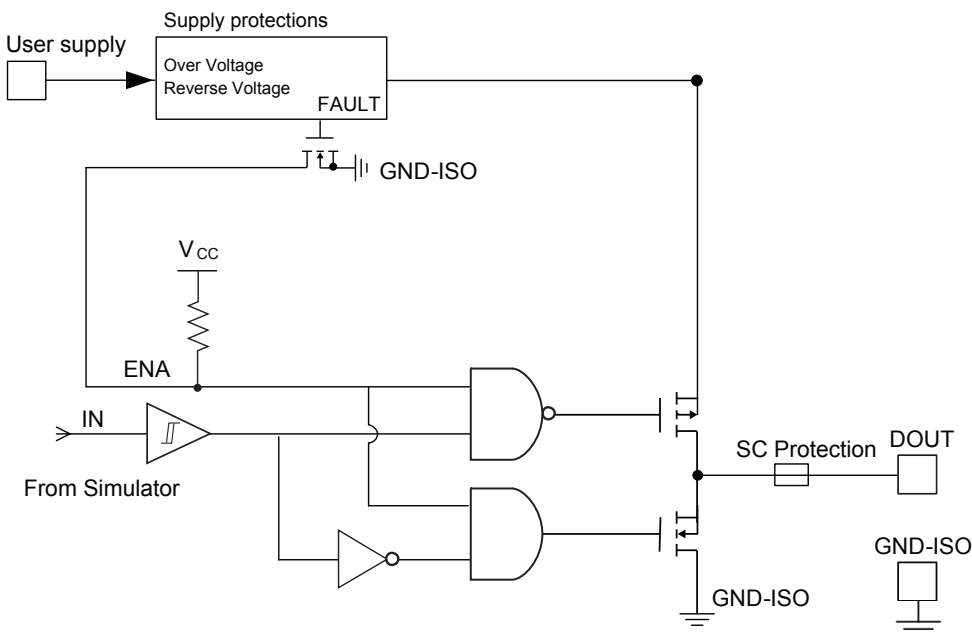 Supply protections
User supply
Over Voltage
Reverse Voltage
FAULT
GND-ISO
VCC
ENA
IN
From Simulator
SC Protection
DOUT
GND-ISO
GND-ISO